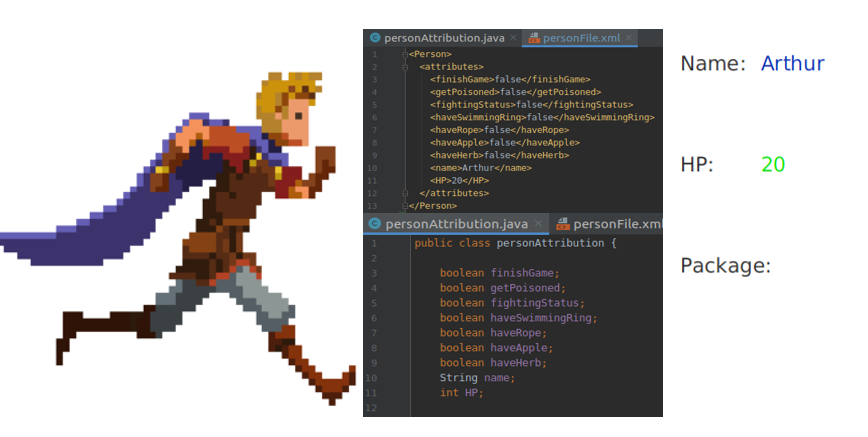 personAttribution.java × personFile.xml ×
1 <Person>
2 <attributes>
3 <finishGame>false</finishGame>
4 <getPoisoned>false</getPoisoned>
5 <fightingStatus>false</fightingStatus>
6 <haveSwimmingRing>false</haveSwimmingRing>
7 <haveRope>false</haveRope>
8 <haveApple>false</haveApple>
9 <haveHerb>false</haveHerb>
10 <name>Arthur</name>
11 <HP>20</HP>
12 </attributes>
13 </Person>
personAttribution.java × personFile.xml
1 public class personAttribution {
2
3 boolean finishGame;
4 boolean getPoisoned;
5 boolean fightingStatus;
6 boolean haveSwimmingRing;
7 boolean haveRope;
8 boolean haveApple;
9 boolean haveHerb;
10 String name;
11 int HP;
12
Name: Arthur
HP: 20
Package: